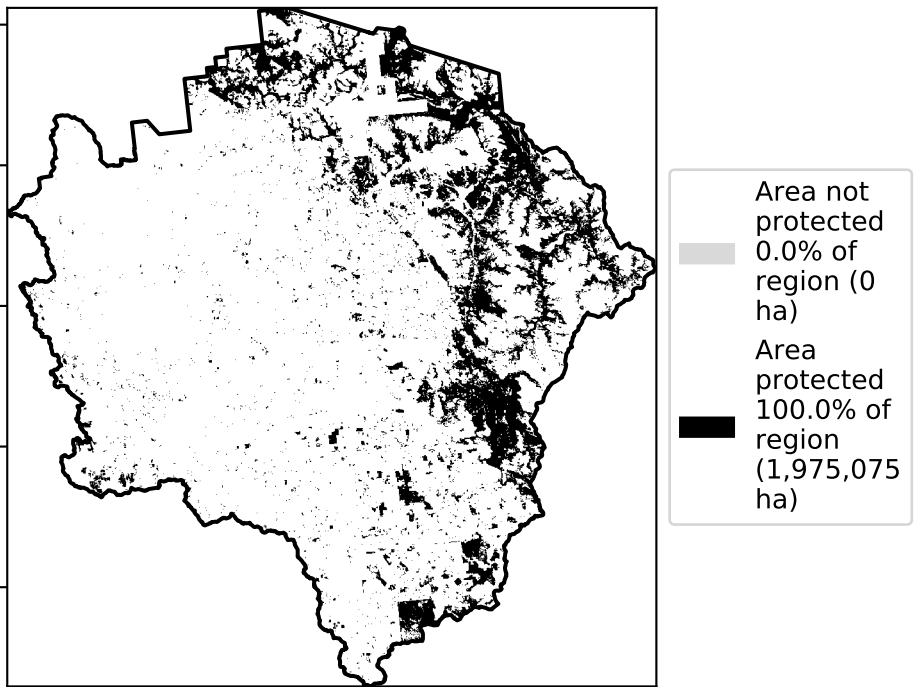 Area not
protected
0.0% of
region (0
ha)
Area
protected
100.0% of
region
(1,975,075
ha)